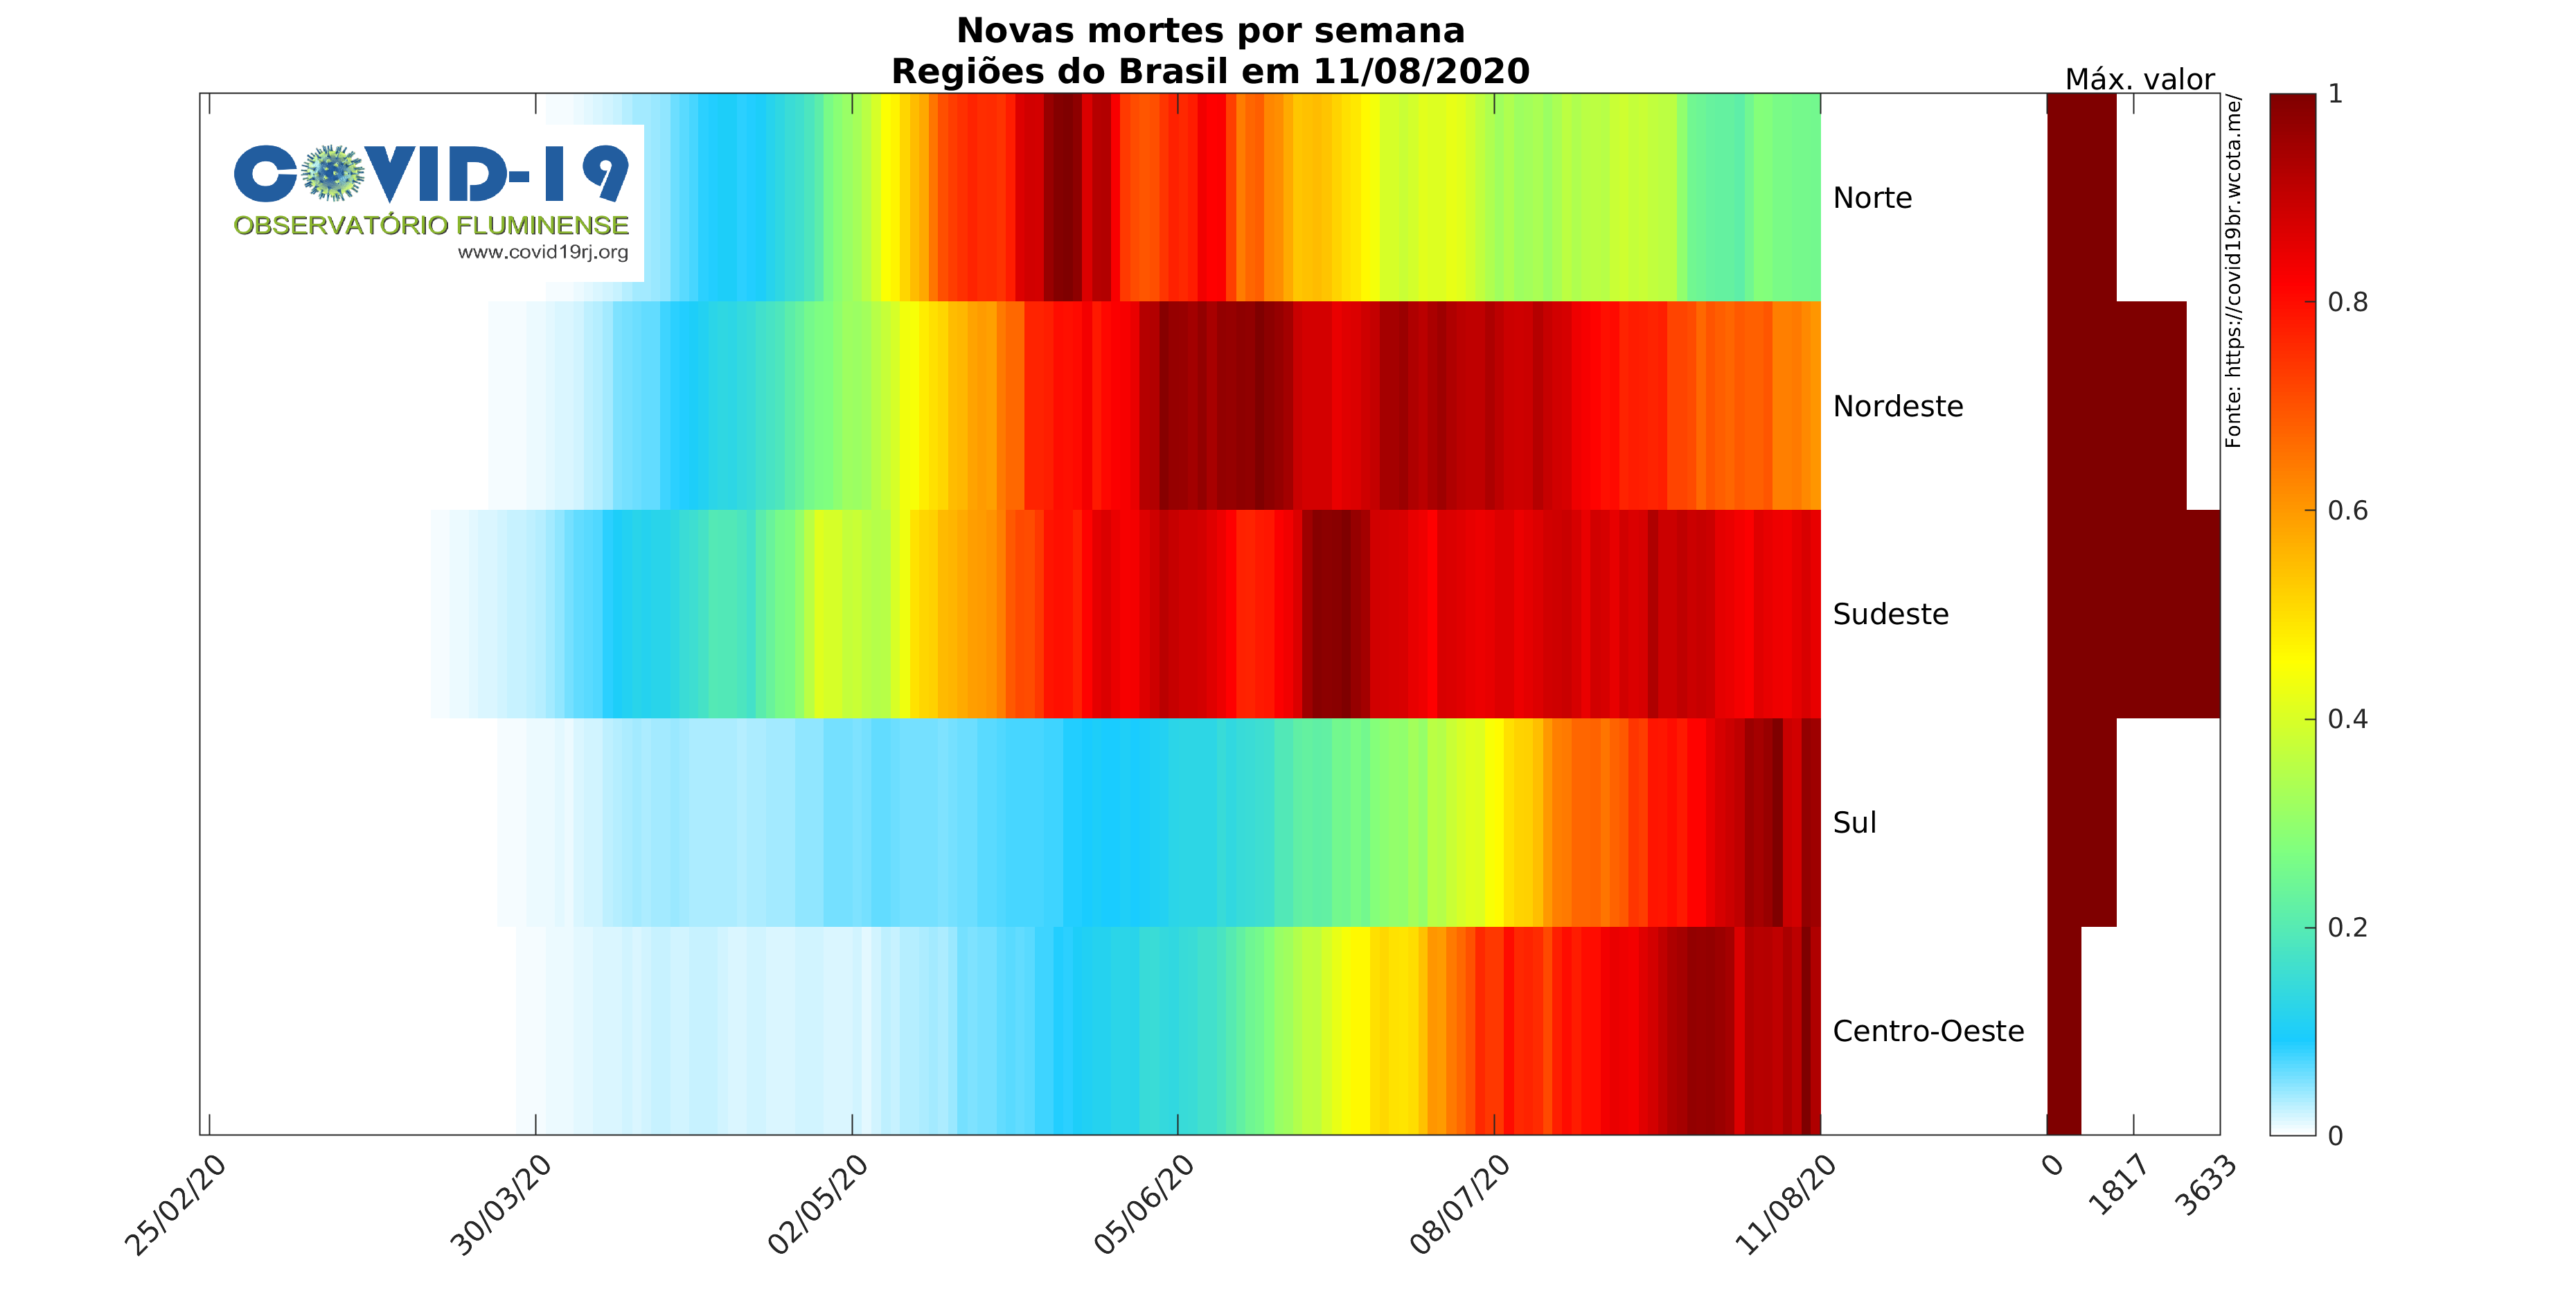 Novas mortes por semana
Regiões do Brasil em 11/08/2020
Máx. valor
COVID-19
OBSERVATÓRIO FLUMINENSE
www.covid19rj.org
Norte
Nordeste
Sudeste
Sul
Centro-Oeste
Fonte: https://covid19br.wcota.me/
1
0.8
0.6
0.4
0.2
0
25/02/20
30/03/20
02/05/20
05/06/20
08/07/20
11/08/20
0
1817
3633